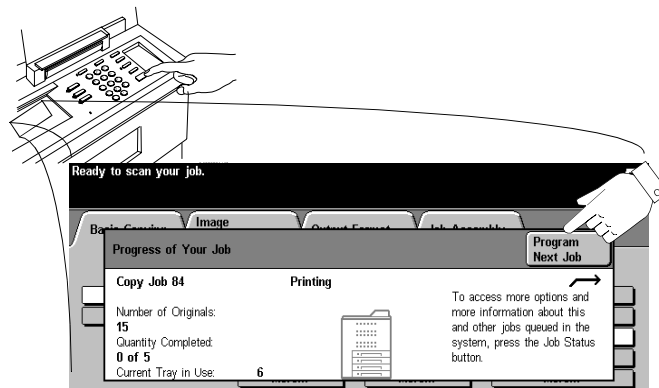 Ready to scan your job.
Image
Progress of Your Job
Program
Next Job
Copy Job 84
Printing
Number of Originals:
15
Quantity Completed:
0 of 5
Current Tray in Use: 6
To access more options and
more information about this
and other jobs queued in the
system, press the Job Status
button.